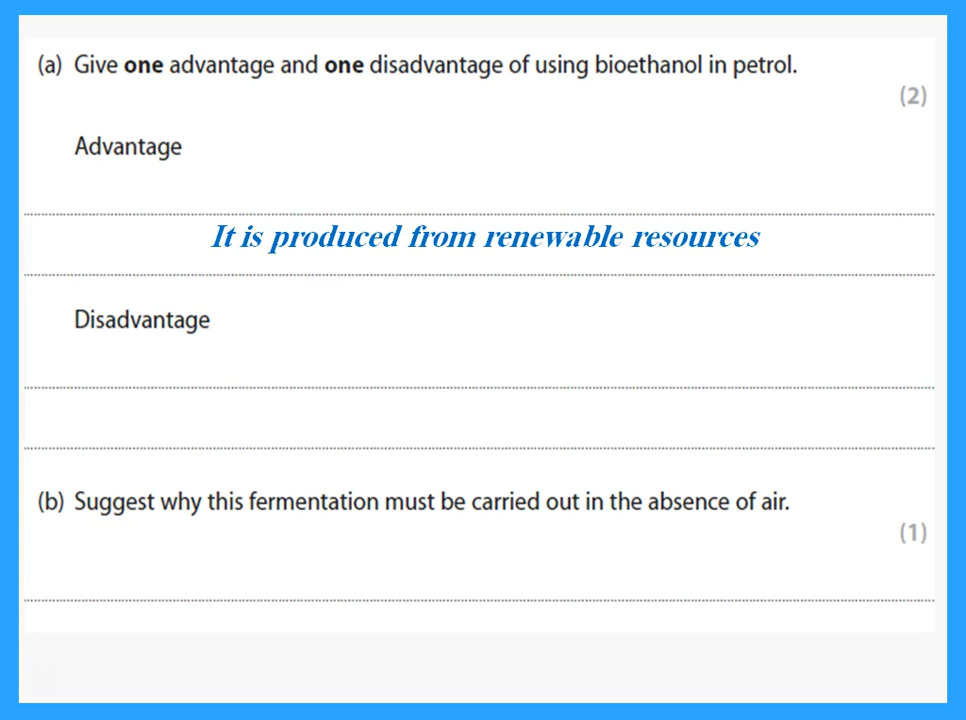 (a) Give one advantage and one disadvantage of using bioethanol in petrol.
(2)
Advantage
It is produced from renewable resources
Disadvantage
(b) Suggest why this fermentation must be carried out in the absence of air.
(1)